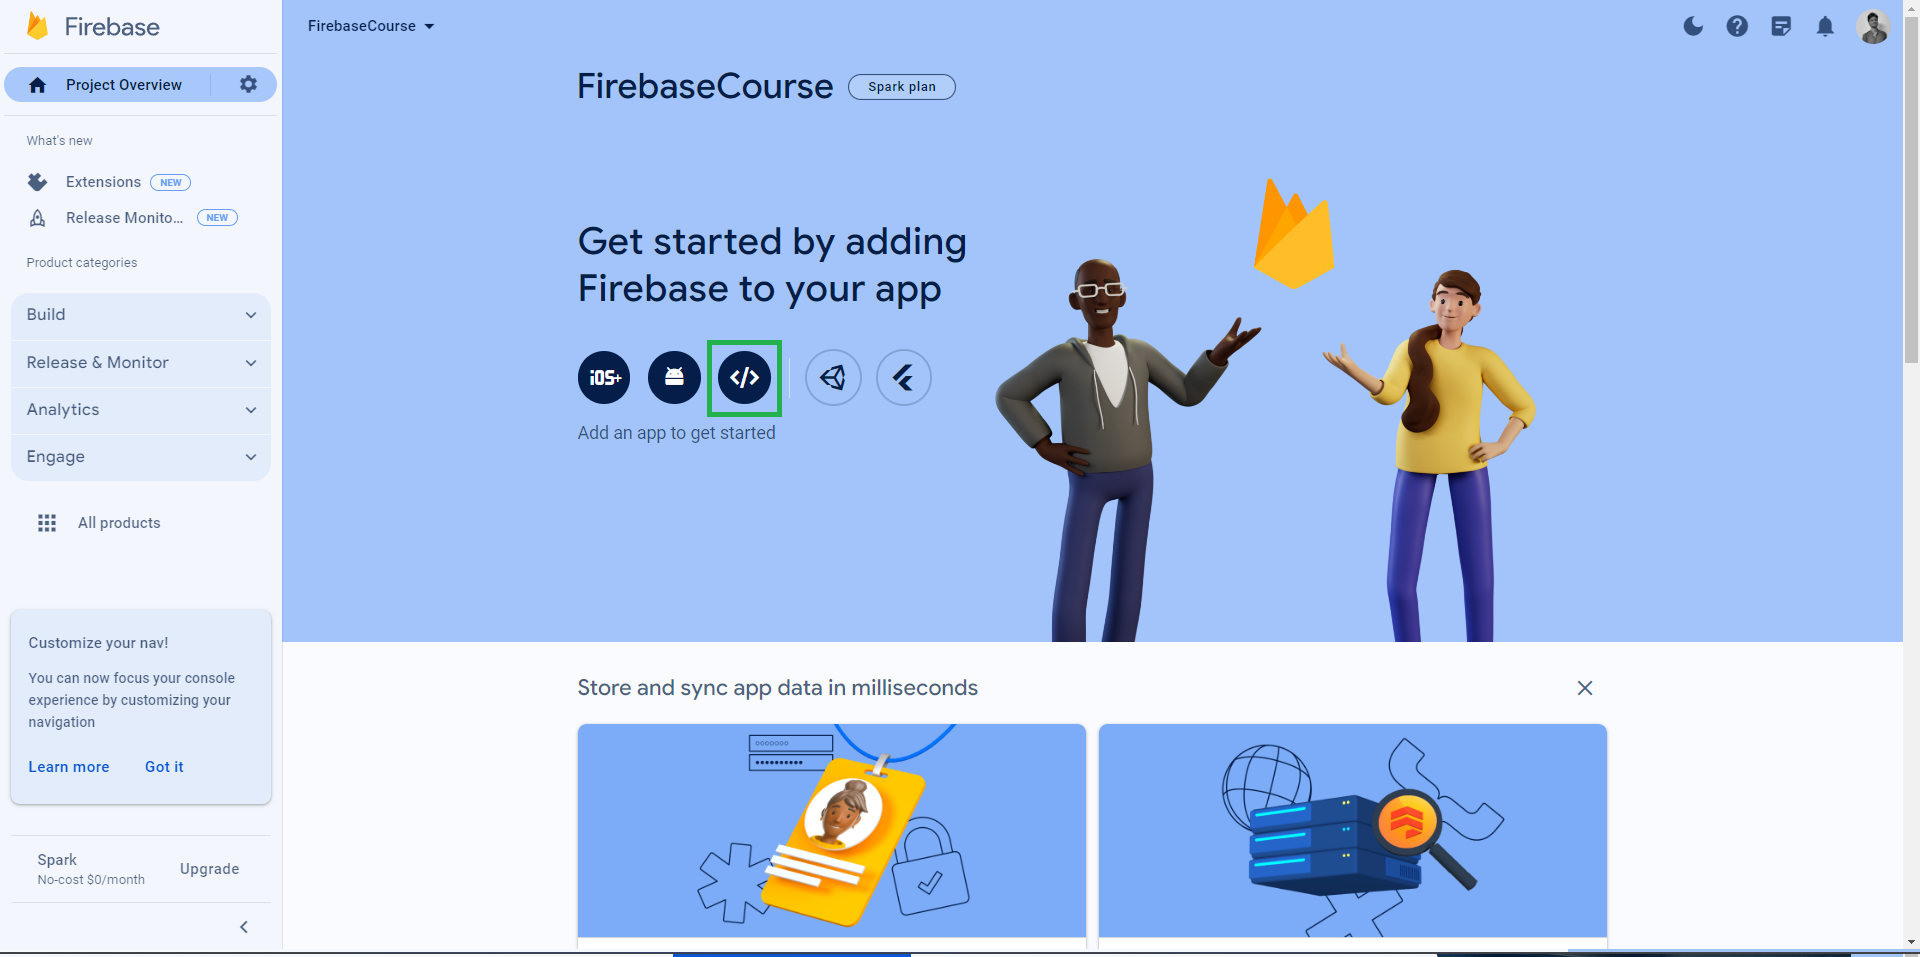 Firebase
FirebaseCourse
Project Overview
FirebaseCourse
Spark plan
What's new
Extensions
NEW
Release Monito...
NEW
Product categories
Build
Release & Monitor
Analytics
Engage
All products
Get started by adding
Firebase to your app
iOS+
</>
Add an app to get started
Customize your nav!
You can now focus your console
experience by customizing your
navigation
Learn more
Got it
Store and sync app data in milliseconds
Spark
No-cost $0/month
Upgrade